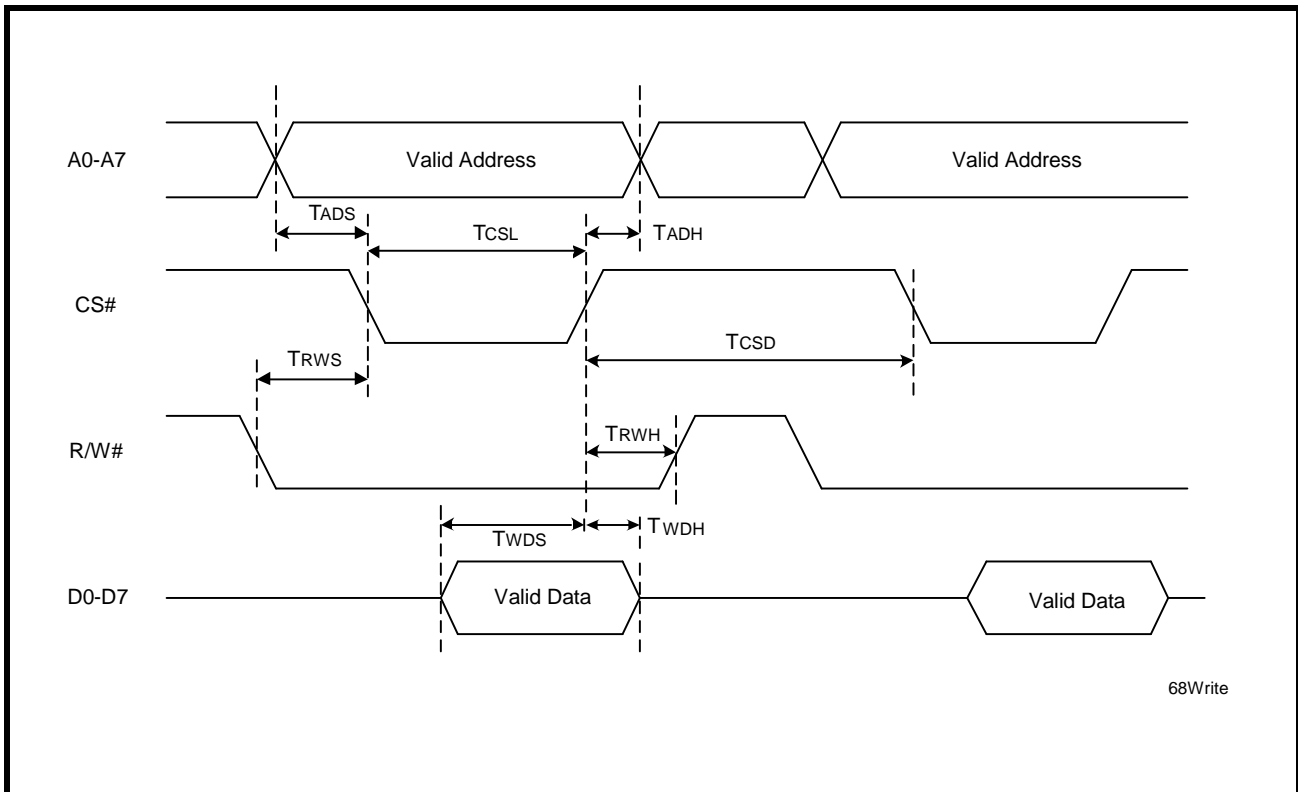 A0-A7
Valid Address
Valid Address
TADS
TCSL
TADH
CS#
TCSD
TRWS
R/W#
TRWH
TWDS
TWDH
D0-D7
Valid Data
Valid Data
68Write